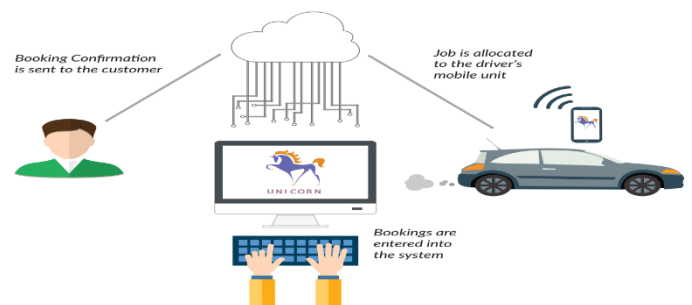 Booking Confirmation
is sent to the customer
Job is allocated
to the driver's
mobile unit
UNICORN
Bookings are
entered into
the system